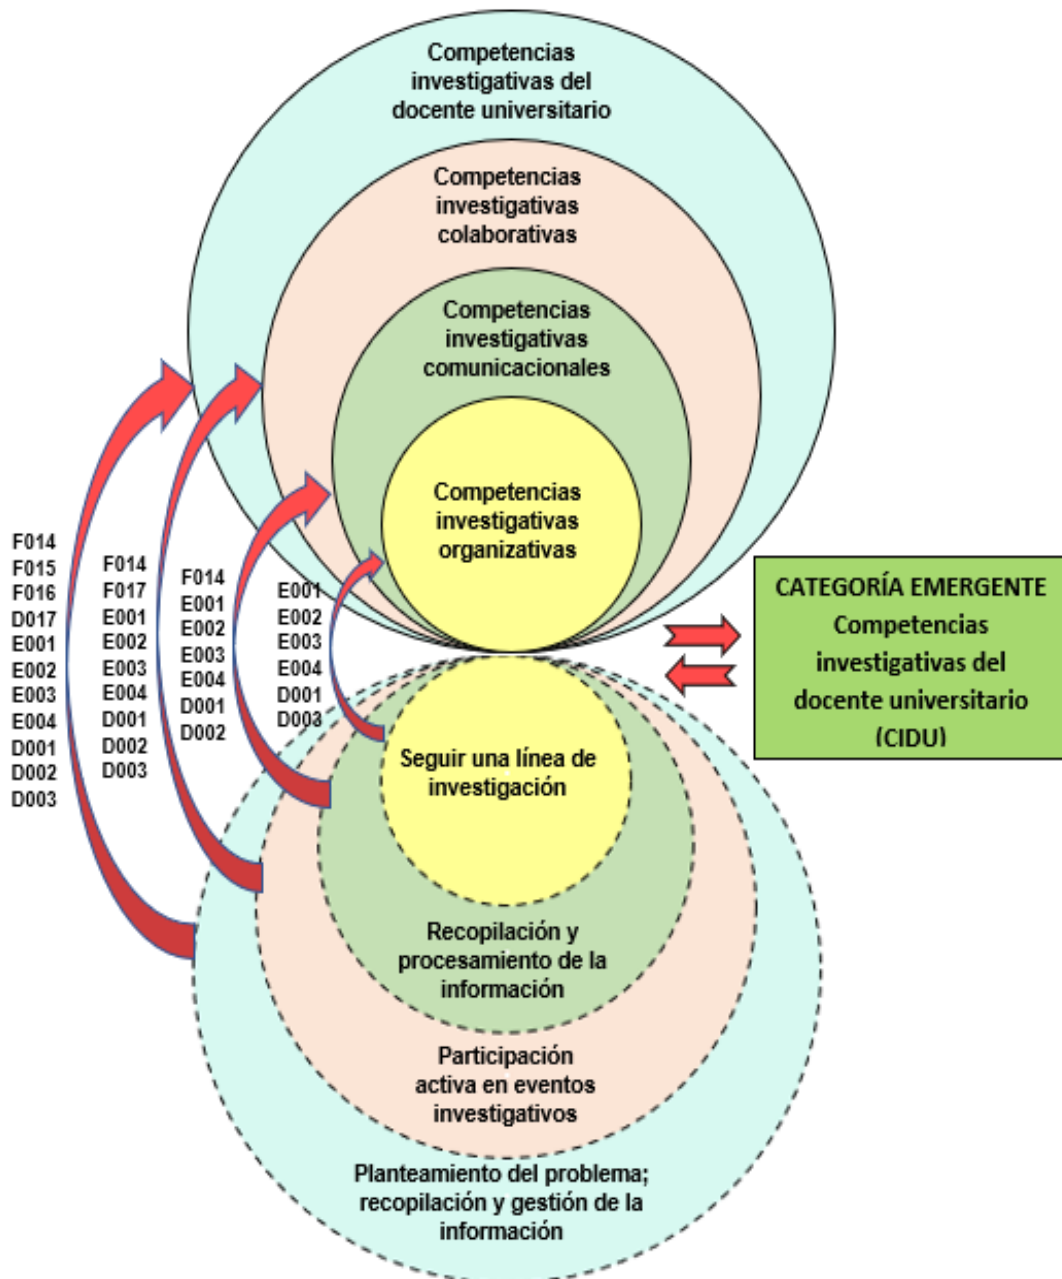 Competencias
investigativas del
docente universitario
Competencias
investigativas
colaborativas
Competencias
investigativas
comunicacionales
Competencias
investigativas
organizativas
F014
F015
F016
D017
E001
E002
E003
E004
D001
D002
D003
F014
F017
E001
E002
E003
E004
D001
D002
D003
F014
E001
E002
E003
E004
D001
D002
E001
E002
E003
E004
D001
D003
CATEGORÍA EMERGENTE
Competencias
investigativas del
docente universitario
(CIDU)
Seguir una línea de
investigación
Recopilación y
procesamiento de la
información
Participación
activa en eventos
investigativos
Planteamiento del problema;
recopilación y gestión de la
información